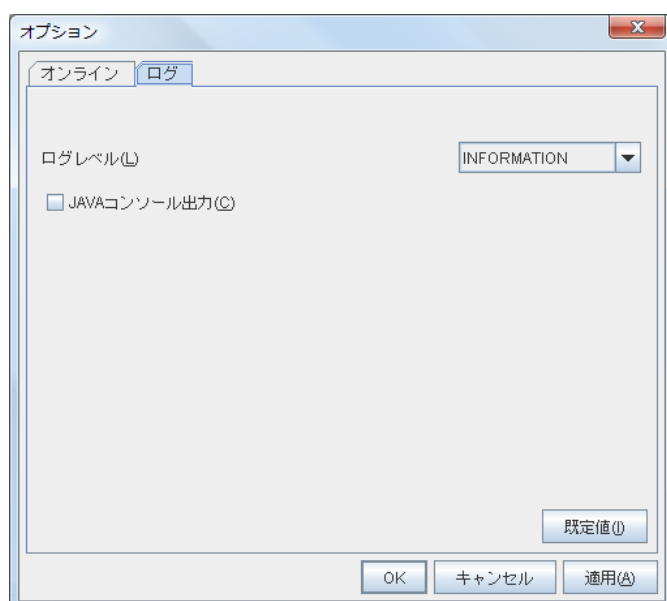 オプション
オンライン ログ
ログレベル(L) INFORMATION
JAVAコンソール出力(C)
既定値(I)
OK キャンセル 適用(A)